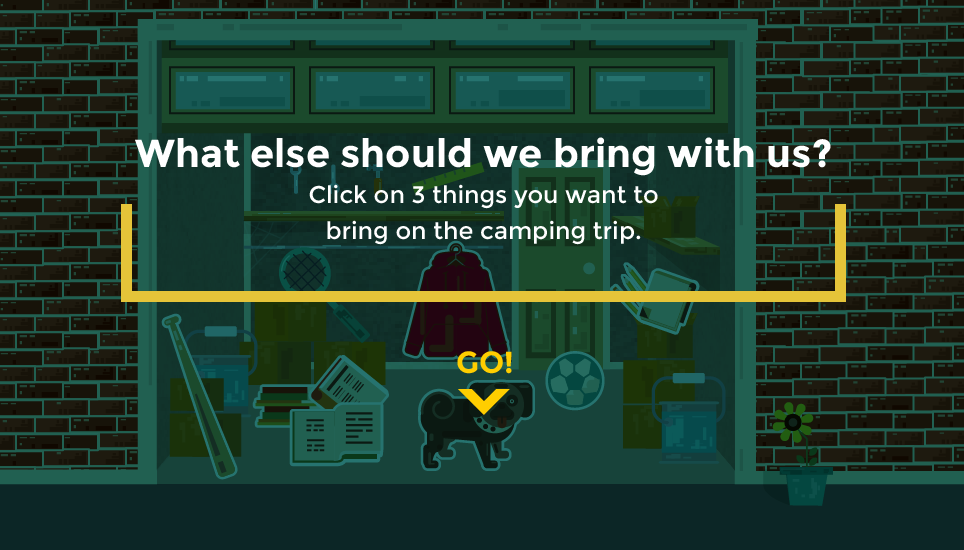 What else should we bring with us?
Click on 3 things you want to
bring on the camping trip.
GO!